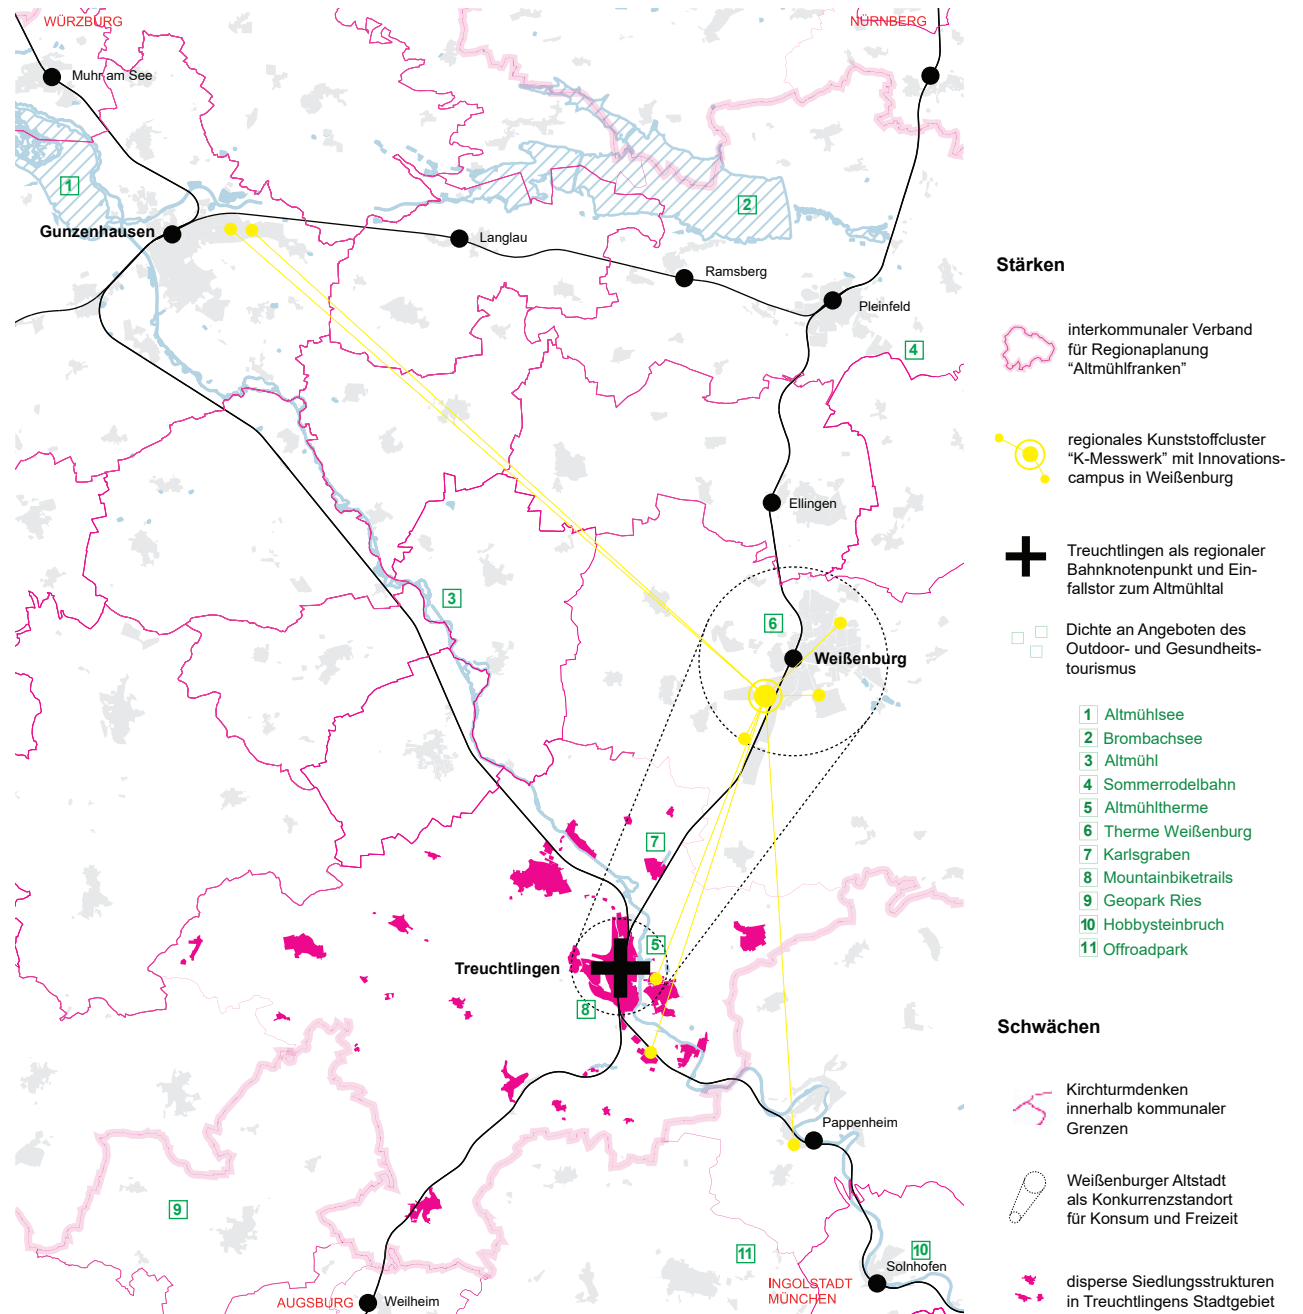 WÜRZBURG
NÜRNBERG
Muhr am See
1
2
Gunzenhausen
Langlau
Ramsberg
Pleinfeld
4
Ellingen
3
6
Weißenburg
7
5
Treuchtlingen
8
Pappenheim
9
10
11
Solnhofen
INGOLSTADT
MÜNCHEN
AUGSBURG
Weilheim
Stärken
interkommunaler Verband
für Regionaplanung
“Altmühlfranken”
regionales Kunststoffcluster
“K-Messwerk” mit Innovations-
campus in Weißenburg
Treuchtlingen als regionaler
Bahnknotenpunkt und Ein-
fallstor zum Altmühltal
Dichte an Angeboten des
Outdoor- und Gesundheits-
tourismus
1 Altmühlsee
2 Brombachsee
3 Altmühl
4 Sommerrodelbahn
5 Altmühltherme
6 Therme Weißenburg
7 Karlsgraben
8 Mountainbiketrails
9 Geopark Ries
10 Hobbysteinbruch
11 Offroadpark
Schwächen
Kirchturmdenken
innerhalb kommunaler
Grenzen
Weißenburger Altstadt
als Konkurrenzstandort
für Konsum und Freizeit
disperse Siedlungsstrukturen
in Treuchtlingens Stadtgebiet